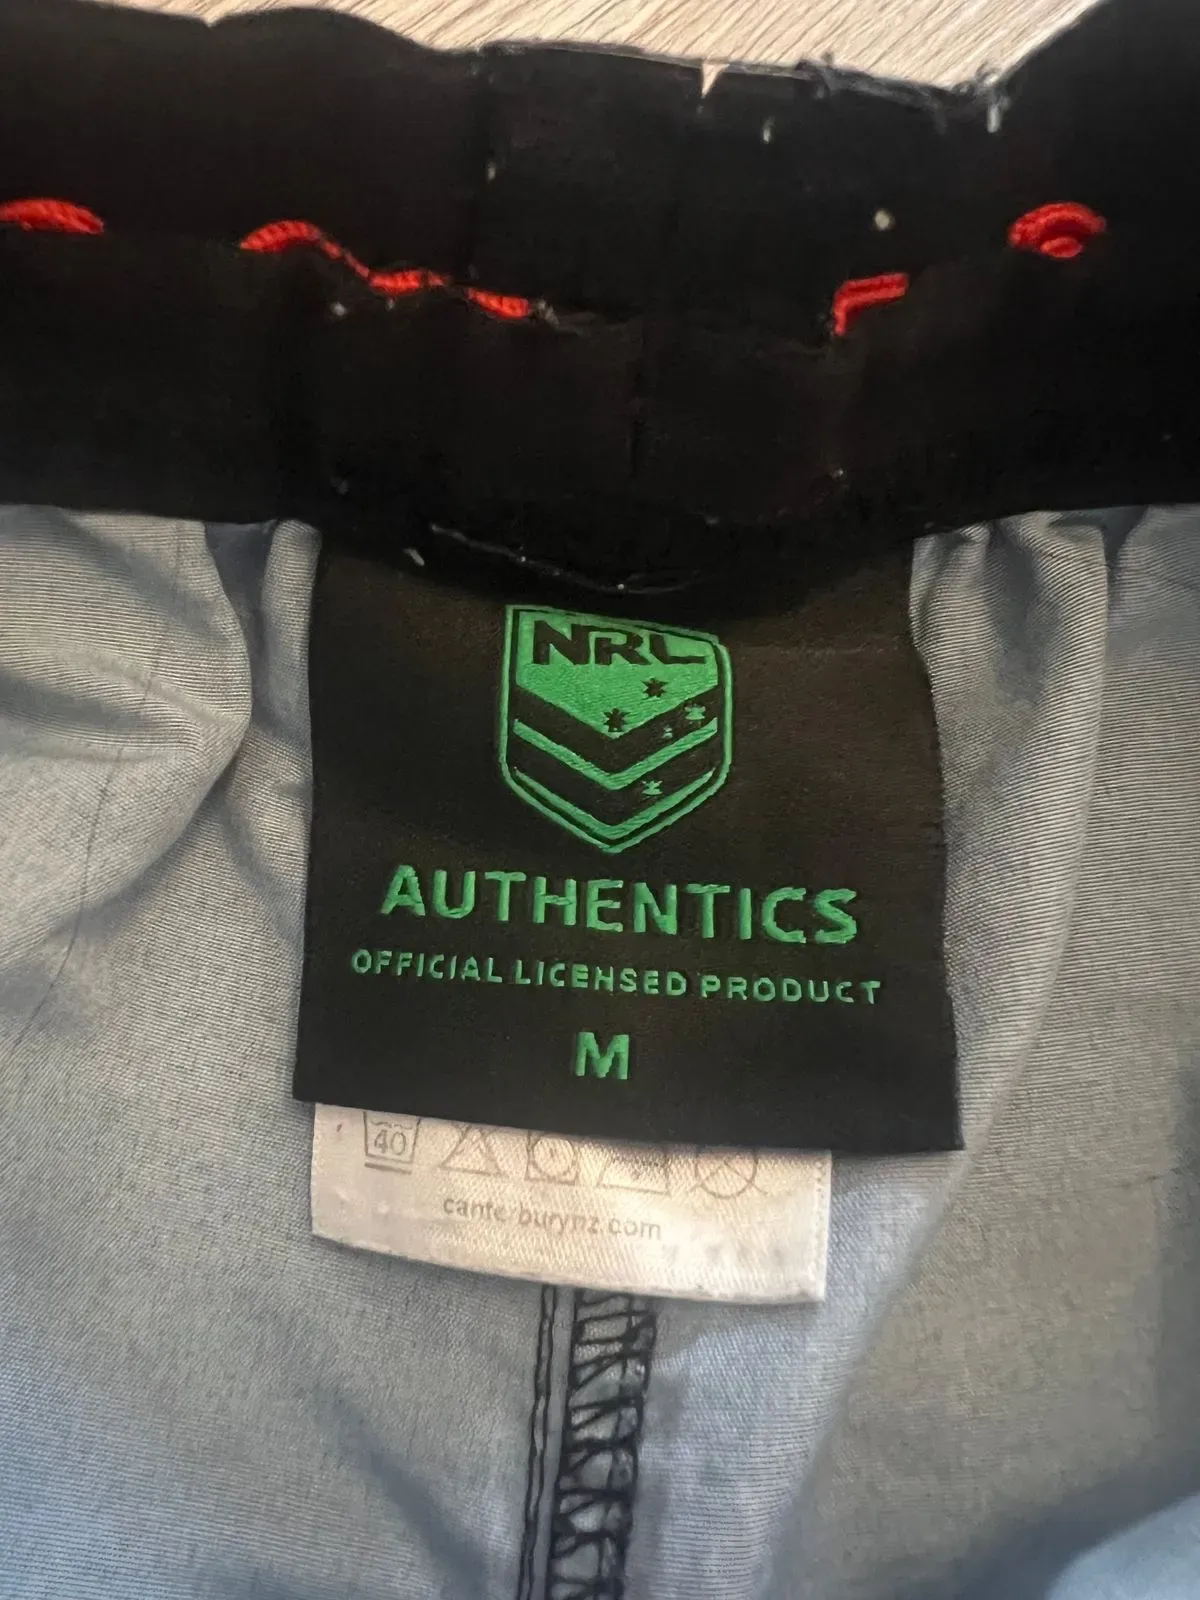 NRL
AUTHENTICS
OFFICIAL LICENSED PRODUCT
M
40
canterburynz.com